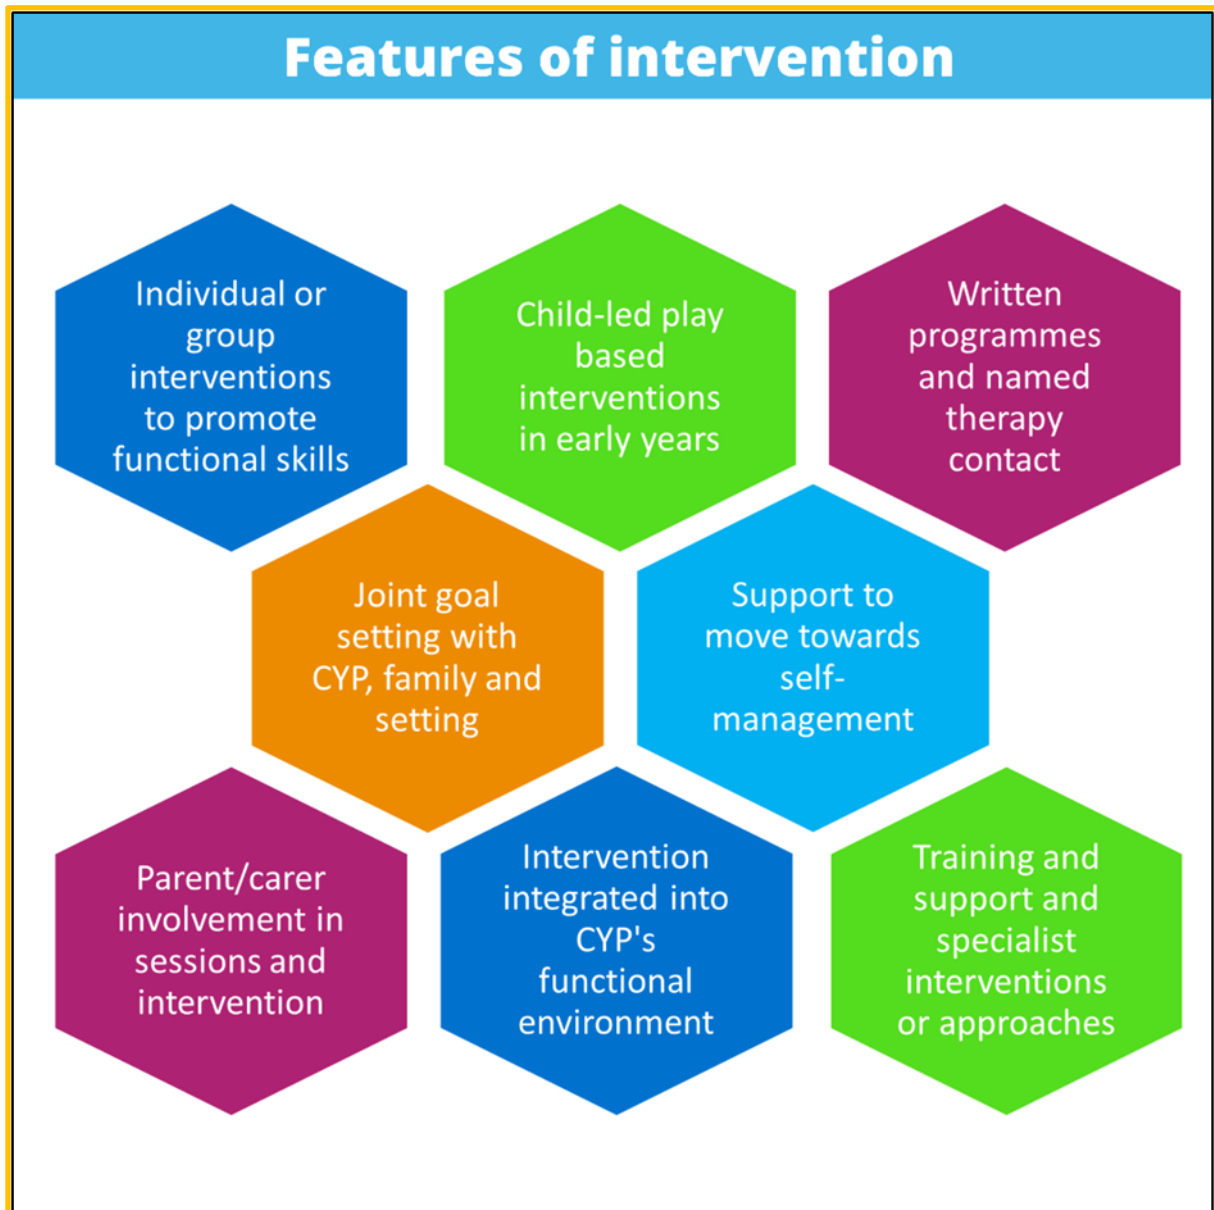 Features of intervention
Individual or
group
interventions
to promote
functional skills
Child-led play
based
interventions
in early years
Written
programmes
and named
therapy
contact
Joint goal
setting with
CYP, family and
setting
Support to
move towards
self-
management
Parent/carer
involvement in
sessions and
intervention
Intervention
integrated into
CYP's
functional
environment
Training and
support and
specialist
interventions
or approaches